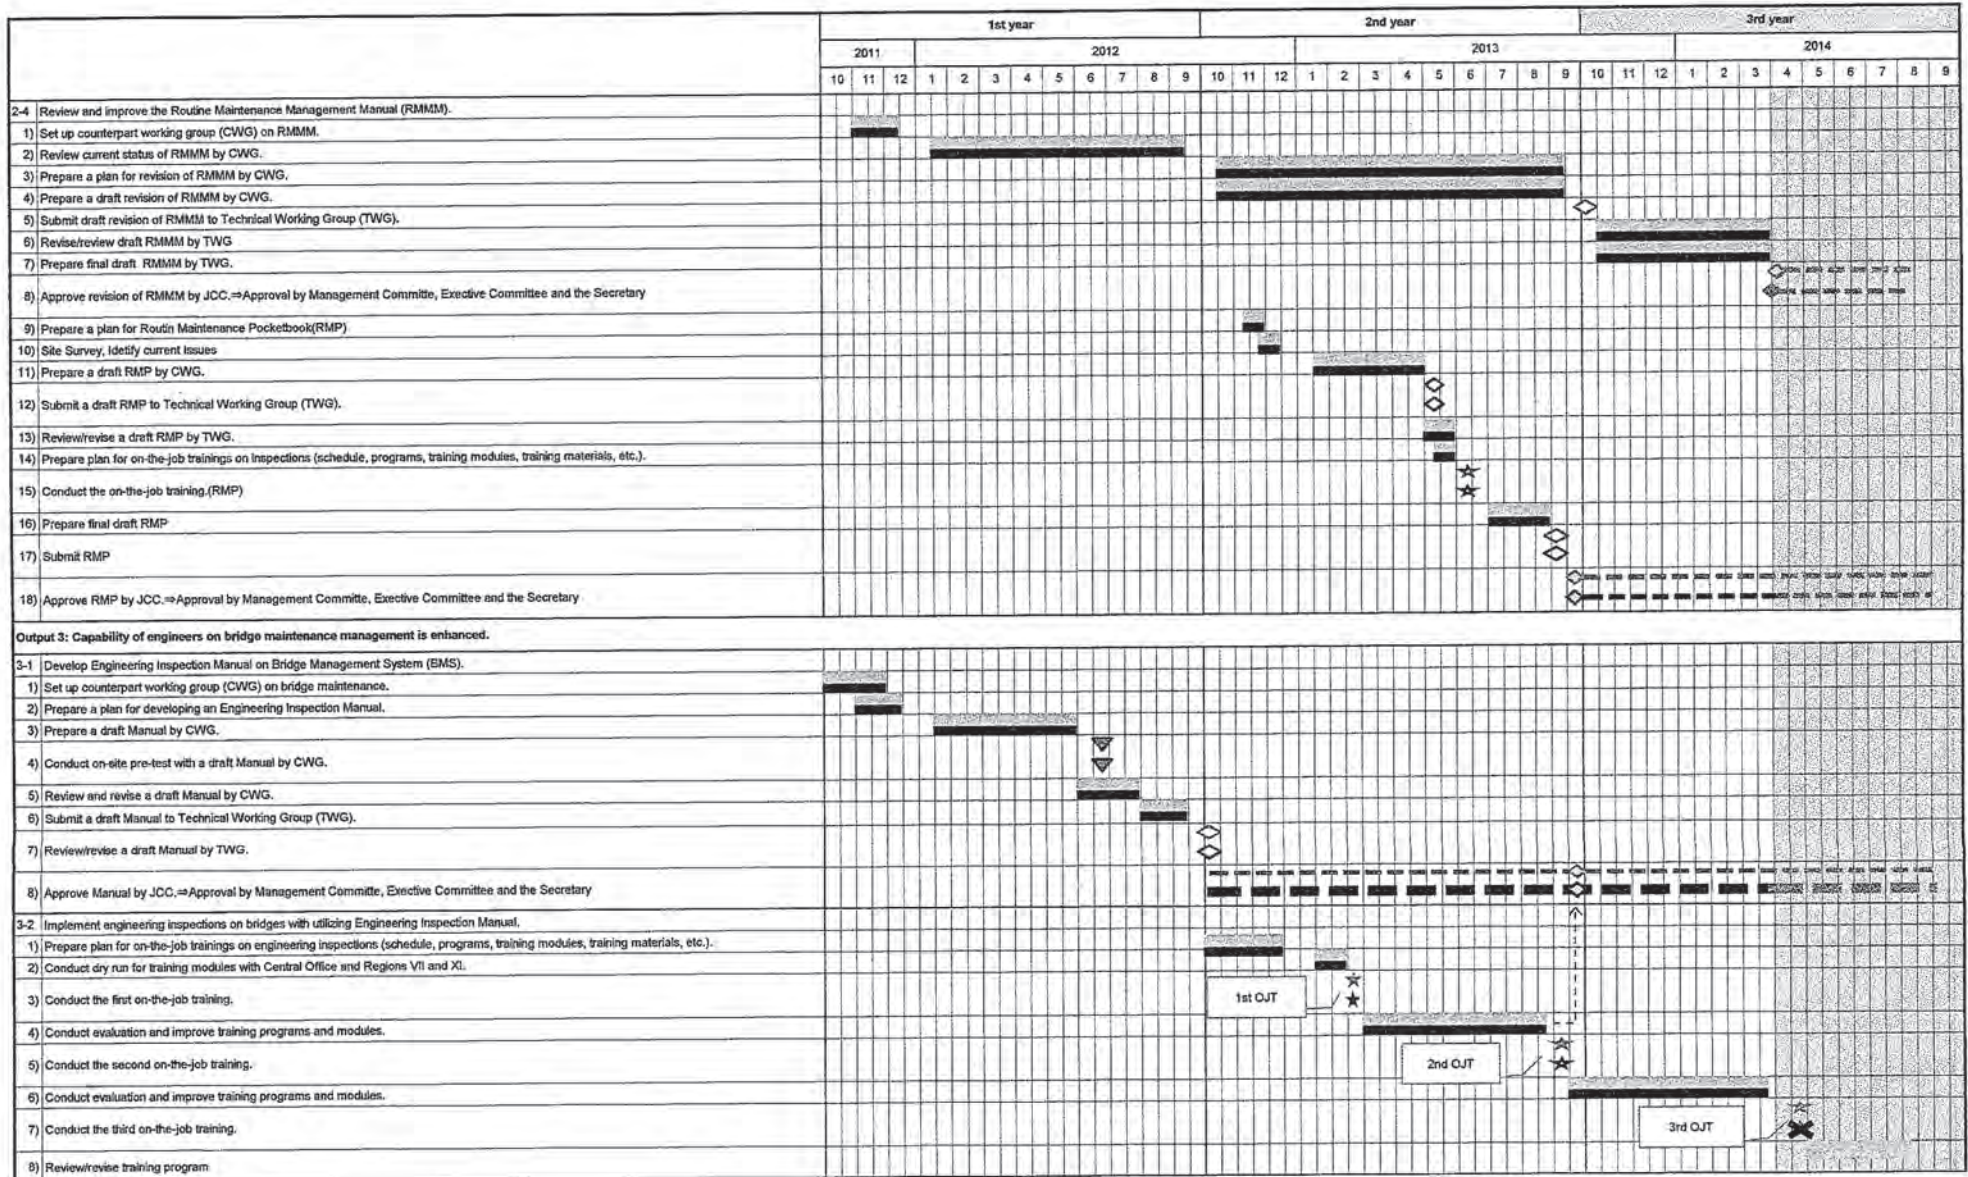 1st year 2nd year 3rd year
2011 2012 2013 2014
10 11 12 1 2 3 4 5 6 7 8 9 10 11 12 1 2 3 4 5 6 7 8 9 10 11 12 1 2 3 4 5 6 7 8 9
2-4 Review and improve the Routine Maintenance Management Manual (RMMM).
1) Set up counterpart working group (CWG) on RMMM.
2) Review current status of RMMM by CWG.
3) Prepare a plan for revision of RMMM by CWG.
4) Prepare a draft revision of RMMM by CWG.
5) Submit draft revision of RMMM to Technical Working Group (TWG).
6) Revise/review draft RMMM by TWG
7) Prepare final draft RMMM by TWG.
8) Approve revision of RMMM by JCC.⇒Approval by Management Committe, Exective Committee and the Secretary
9) Prepare a plan for Routin Maintenance Pocketbook(RMP)
10) Site Survey, Idetify current Issues
11) Prepare a draft RMP by CWG.
12) Submit a draft RMP to Technical Working Group (TWG).
13) Review/revise a draft RMP by TWG.
14) Prepare plan for on-the-job trainings on Inspections (schedule, programs, training modules, training materials, etc.).
15) Conduct the on-the-job training.(RMP)
16) Prepare final draft RMP
17) Submit RMP
18) Approve RMP by JCC.⇒Approval by Management Committe, Exective Committee and the Secretary
Output 3: Capability of engineers on bridge maintenance management is enhanced.
3-1 Develop Engineering Inspection Manual on Bridge Management System (BMS).
1) Set up counterpart working group (CWG) on bridge maintenance.
2) Prepare a plan for developing an Engineering Inspection Manual.
3) Prepare a draft Manual by CWG.
4) Conduct on-site pre-test with a draft Manual by CWG.
5) Review and revise a draft Manual by CWG.
6) Submit a draft Manual to Technical Working Group (TWG).
7) Review/revise a draft Manual by TWG.
8) Approve Manual by JCC.⇒Approval by Management Committe, Exective Committee and the Secretary
3-2 Implement engineering inspections on bridges with utilizing Engineering Inspection Manual.
1) Prepare plan for on-the-job trainings on engineering inspections (schedule, programs, training modules, training materials, etc.).
2) Conduct dry run for training modules with Central Office and Regions VII and XI.
3) Conduct the first on-the-job training.
1st OJT
4) Conduct evaluation and improve training programs and modules.
5) Conduct the second on-the-job training.
2nd OJT
6) Conduct evaluation and improve training programs and modules.
7) Conduct the third on-the-job training.
3rd OJT
8) Review/revise training program